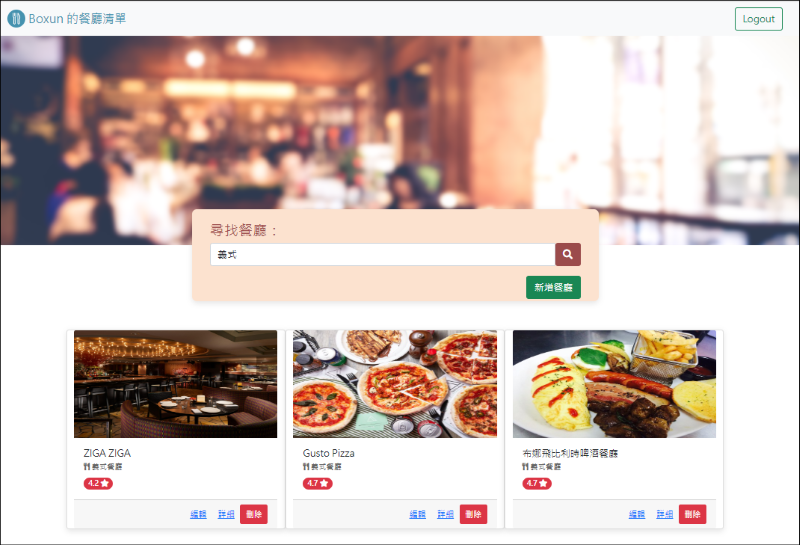 Boxun 的餐廳清單
Logout
尋找餐廳：
義式
新增餐廳
ZIGA ZIGA
義式餐廳
4.2
編輯 詳細 刪除
Gusto Pizza
義式餐廳
4.7
編輯 詳細 刪除
布娜飛比利時啤酒餐廳
義式餐廳
4.7
編輯 詳細 刪除